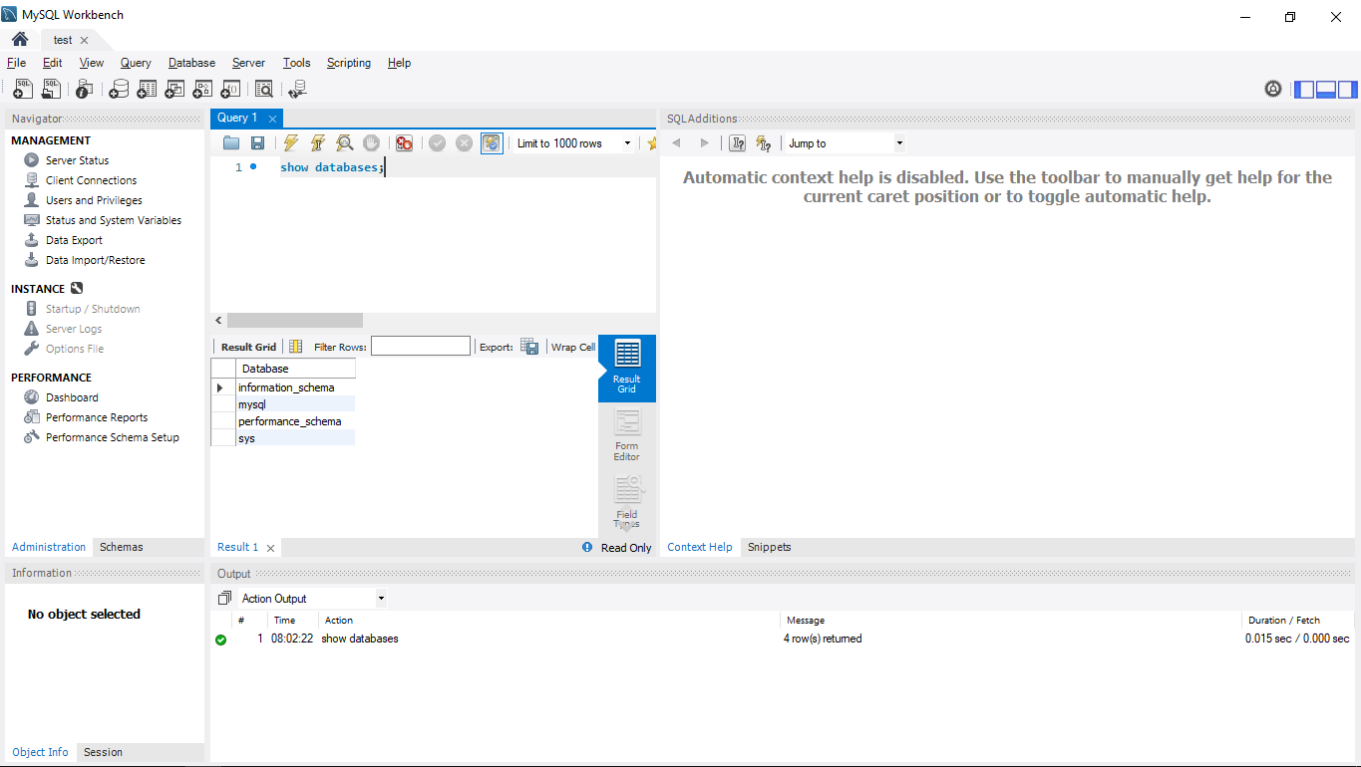 MySQL Workbench
test
File Edit View Query Database Server Tools Scripting Help
Navigator
MANAGEMENT
Server Status
Client Connections
Users and Privileges
Status and System Variables
Data Export
Data Import/Restore
INSTANCE
Startup / Shutdown
Server Logs
Options File
PERFORMANCE
Dashboard
Performance Reports
Performance Schema Setup
Administration Schemas
Query 1
Limit to 1000 rows
1 show databases;
Result Grid Filter Rows: Export: Wrap Cell
Database
information_schema
mysql
performance_schema
sys
Result
Grid
Form
Editor
Field
Types
Result 1 Read Only
SQLAdditions
Jump to
Automatic context help is disabled. Use the toolbar to manually get help for the
current caret position or to toggle automatic help.
Context Help Snippets
Information
No object selected
Object Info Session
Output
Action Output
# Time Action Message Duration / Fetch
1 08:02:22 show databases 4 row(s) returned 0.015 sec / 0.000 sec